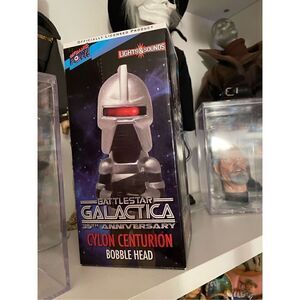 OFFICIALLY LICENSED PRODUCT
LIGHTS & SOUNDS
BATTLESTAR
GALACTICA
35TH ANNIVERSARY
CYLON CENTURION
BOBBLE HEAD